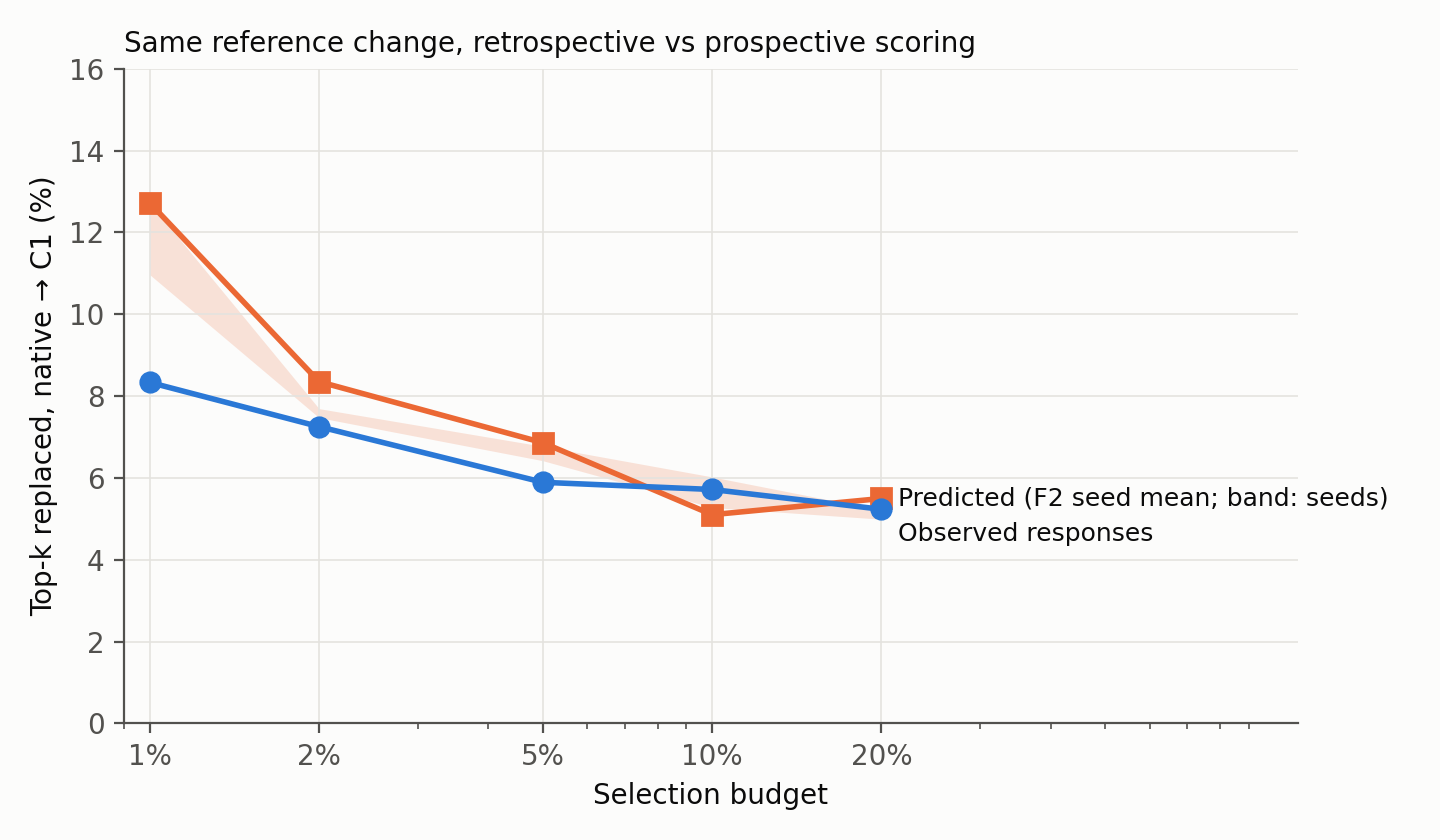 Same reference change, retrospective vs prospective scoring
Top-k replaced, native → C1 (%)
16
14
12
10
8
6
4
2
0
Predicted (F2 seed mean; band: seeds)
Observed responses
1%
2%
5%
10%
20%
Selection budget